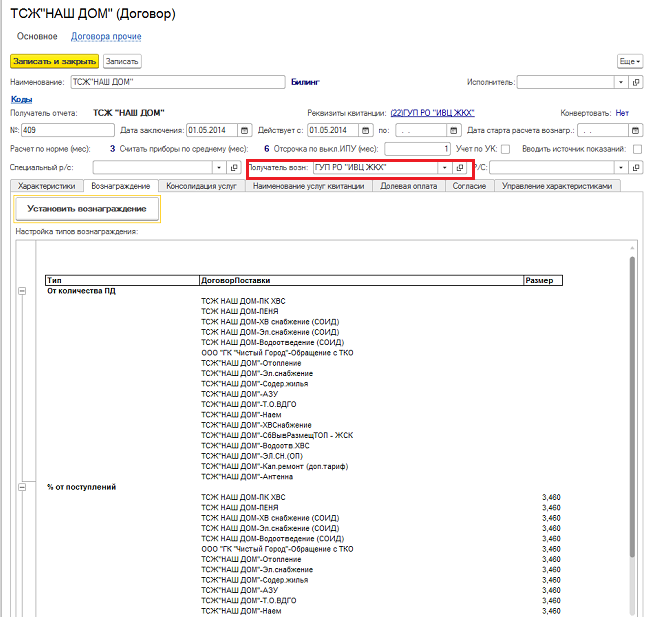 ТСЖ"НАШ ДОМ" (Договор)
Основное Договора прочие
Записать и закрыть Записать Еще
Наименование: ТСЖ"НАШ ДОМ" Билинг Исполнитель:
Коды
Получатель отчета: ТСЖ "НАШ ДОМ" Реквизиты квитанции: (22)ГУП РО "ИВЦ ЖКХ" Конвертовать: Нет
№: 409 Дата заключения: 01.05.2014 Действует с: 01.05.2014 по: . . Дата старта расчета вознагр.: . .
Расчет по норме (мес): 3 Считать приборы по среднему (мес): 6 Отсрочка по выкл.ИПУ (мес): 1 Учет по УК: Вводить источник показаний:
Специальный р/с: Получатель возн: ГУП РО "ИВЦ ЖКХ" Р/С:
Характеристики Вознаграждение Консолидация услуг Наименование услуг квитанции Долевая оплата Согласие Управление характеристиками
Установить вознаграждение
Настройка типов вознаграждения:
Тип ДоговорПоставки Размер
От количества ПД
ТСЖ НАШ ДОМ-ПК ХВС
ТСЖ НАШ ДОМ-ПЕНЯ
ТСЖ НАШ ДОМ-ХВ снабжение (СОИД)
ТСЖ НАШ ДОМ-Эл.снабжение (СОИД)
ТСЖ НАШ ДОМ-Водоотведение (СОИД)
ООО "ГК "Чистый Город"-Обращение с ТКО
ТСЖ"НАШ ДОМ"-Отопление
ТСЖ"НАШ ДОМ"-Эл.снабжение
ТСЖ"НАШ ДОМ"-Содер.жилья
ТСЖ"НАШ ДОМ"-АЗУ
ТСЖ"НАШ ДОМ"-Т.О.ВДГО
ТСЖ"НАШ ДОМ"-Наем
ТСЖ"НАШ ДОМ"-ХВСнабжение
ТСЖ"НАШ ДОМ"-СбВывРазмещТОП - ЖСК
ТСЖ"НАШ ДОМ"-Водоотв.ХВС
ТСЖ"НАШ ДОМ"-ЭЛ.СН.(ОП)
ТСЖ"НАШ ДОМ"-Кап.ремонт (доп.тариф)
ТСЖ"НАШ ДОМ"-Антенна
% от поступлений
ТСЖ НАШ ДОМ-ПК ХВС 3,460
ТСЖ НАШ ДОМ-ПЕНЯ 3,460
ТСЖ НАШ ДОМ-ХВ снабжение (СОИД) 3,460
ТСЖ НАШ ДОМ-Эл.снабжение (СОИД) 3,460
ТСЖ НАШ ДОМ-Водоотведение (СОИД) 3,460
ООО "ГК "Чистый Город"-Обращение с ТКО 3,460
ТСЖ"НАШ ДОМ"-Отопление 3,460
ТСЖ"НАШ ДОМ"-Эл.снабжение 3,460
ТСЖ"НАШ ДОМ"-Содер.жилья 3,460
ТСЖ"НАШ ДОМ"-АЗУ 3,460
ТСЖ"НАШ ДОМ"-Т.О.ВДГО 3,460
ТСЖ"НАШ ДОМ"-Наем 3,460